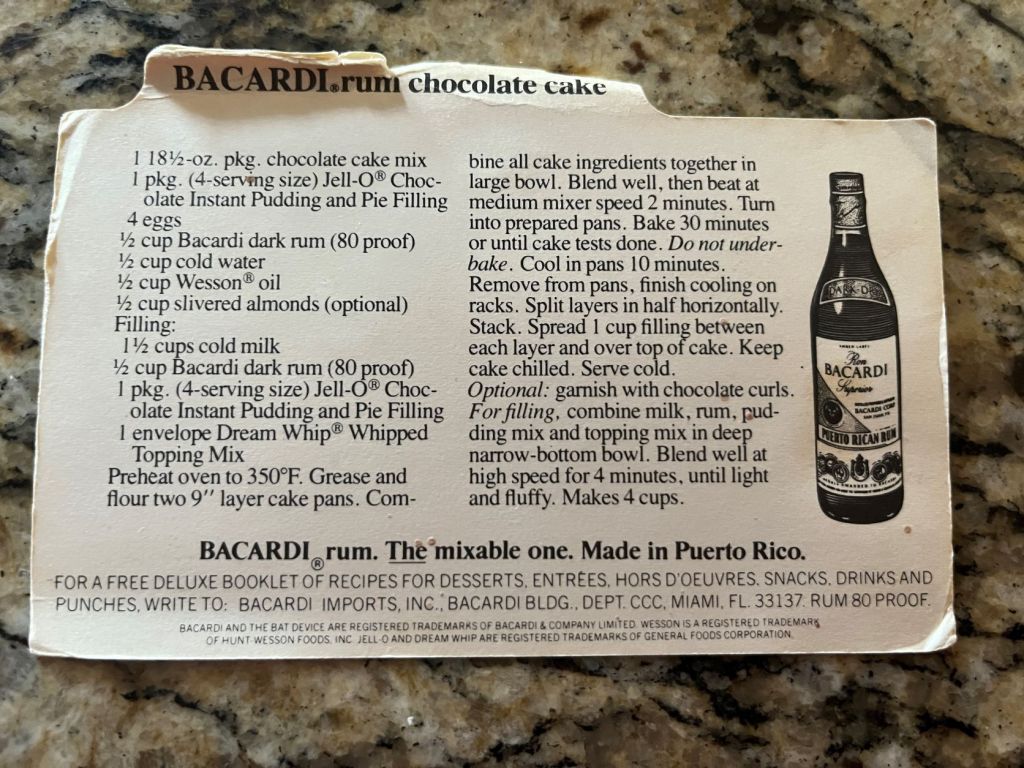 BACARDI® rum chocolate cake
1 18½-oz. pkg. chocolate cake mix
1 pkg. (4-serving size) Jell-O® Choc-
olate Instant Pudding and Pie Filling
4 eggs
½ cup Bacardi dark rum (80 proof)
½ cup cold water
½ cup Wesson® oil
½ cup slivered almonds (optional)
Filling:
1½ cups cold milk
½ cup Bacardi dark rum (80 proof)
1 pkg. (4-serving size) Jell-O® Choc-
olate Instant Pudding and Pie Filling
1 envelope Dream Whip® Whipped
Topping Mix
Preheat oven to 350°F. Grease and
flour two 9″ layer cake pans. Com-
bine all cake ingredients together in
large bowl. Blend well, then beat at
medium mixer speed 2 minutes. Turn
into prepared pans. Bake 30 minutes
or until cake tests done. Do not under-
bake. Cool in pans 10 minutes.
Remove from pans, finish cooling on
racks. Split layers in half horizontally.
Stack. Spread 1 cup filling between
each layer and over top of cake. Keep
cake chilled. Serve cold.
Optional: garnish with chocolate curls.
For filling, combine milk, rum, pud-
ding mix and topping mix in deep
narrow-bottom bowl. Blend well at
high speed for 4 minutes, until light
and fluffy. Makes 4 cups.
Ron
BACARDI
Superior
BACARDI CORP
PUERTO RICAN RUM
BACARDI® rum. The mixable one. Made in Puerto Rico.
FOR A FREE DELUXE BOOKLET OF RECIPES FOR DESSERTS, ENTRÉES, HORS D'OEUVRES, SNACKS, DRINKS AND
PUNCHES, WRITE TO: BACARDI IMPORTS, INC., BACARDI BLDG., DEPT. CCC, MIAMI, FL. 33137. RUM 80 PROOF.
BACARDI AND THE BAT DEVICE ARE REGISTERED TRADEMARKS OF BACARDI & COMPANY LIMITED. WESSON IS A REGISTERED TRADEMARK
OF HUNT-WESSON FOODS, INC. JELL-O AND DREAM WHIP ARE REGISTERED TRADEMARKS OF GENERAL FOODS CORPORATION.